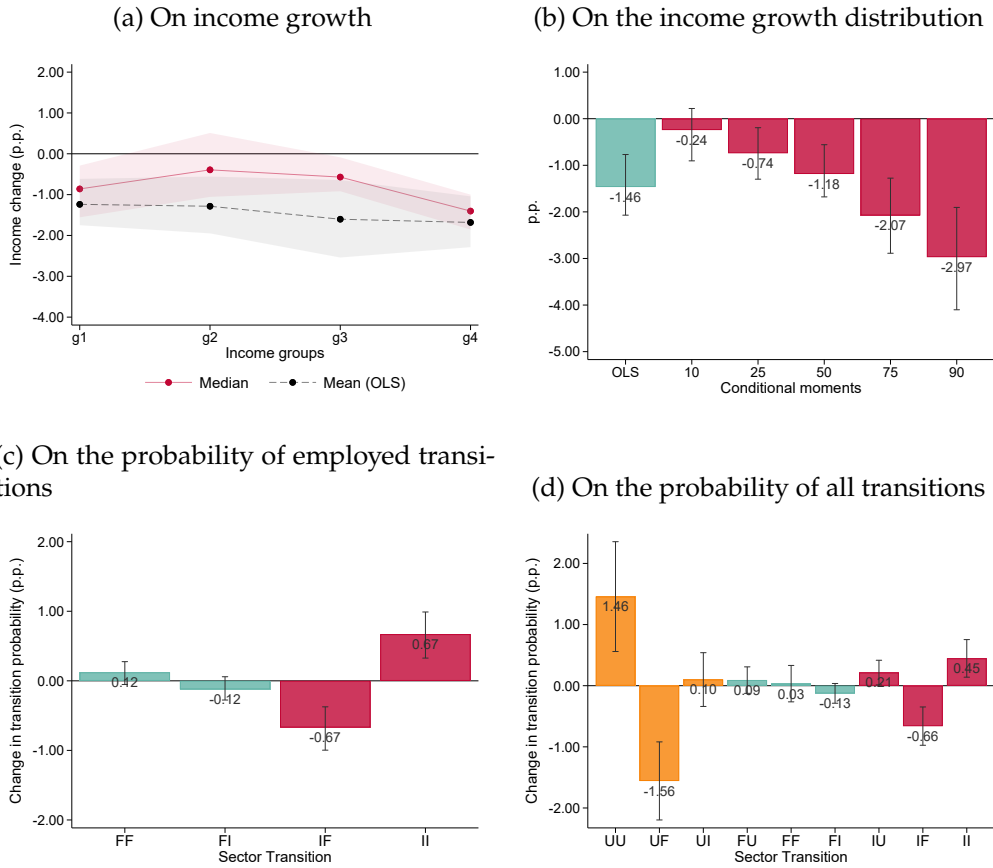 (a) On income growth
2.00
1.00
0.00
-1.00
-2.00
-3.00
-4.00
Income change (p.p.)
g1 g2 g3 g4
Income groups
Median Mean (OLS)
(b) On the income growth distribution
1.00
0.00
-1.00
-2.00
-3.00
-4.00
-5.00
p.p.
-1.46
-0.24
-0.74
-1.18
-2.07
-2.97
OLS 10 25 50 75 90
Conditional moments
(c) On the probability of employed transi-
tions
2.00
1.00
0.00
-1.00
-2.00
Change in transition probability (p.p.)
0.12
-0.12
-0.67
0.67
FF FI IF II
Sector Transition
(d) On the probability of all transitions
2.00
1.00
0.00
-1.00
-2.00
Change in transition probability (p.p.)
1.46
-1.56
0.10
0.09
0.03
-0.13
0.21
-0.66
0.45
UU UF UI FU FF FI IU IF II
Sector Transition